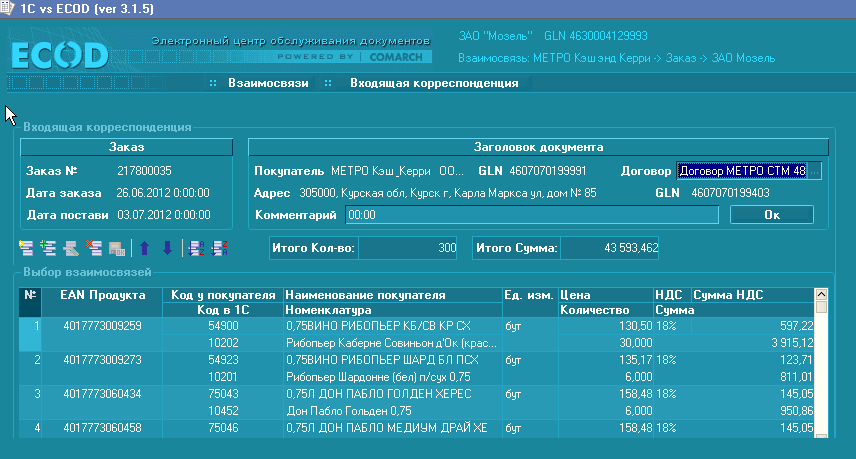 1C vs ECOD (ver 3.1.5)
ECOD
Электронный центр обслуживания документов
POWERED BY COMARCH
ЗАО "Мозель" GLN 4630004129993
Взаимосвязь: МЕТРО Кэшэнд Керри -> Заказ -> ЗАО Мозель
:: Взаимосвязи :: Входящая корреспонденция
Входящая корреспонденция
Заказ
Заголовок документа
Заказ № 217800035
Покупатель МЕТРО Кэш_Керри ОО... GLN 4607070199991 Договор Договор МЕТРО СТМ 48 ...
Дата заказа 26.06.2012 0:00:00
Адрес 305000, Курская обл, Курск г, Карла Маркса ул, дом № 85 GLN 4607070199403
Дата постави 03.07.2012 0:00:00
Комментарий 00:00 Ок
Итого Кол-во: 300 Итого Сумма: 43 593,462
Выбор взаимосвязей
№ EAN Продукта Код у покупателя Наименование покупателя Ед. изм. Цена НДС Сумма НДС
Код в 1С Номенклатура Количество Сумма
1 4017773009259 54900 0,75ВИНО РИБОПЬЕР КБ/СВ КР СХ бут 130,50 18% 597,22
10202 Рибопьер Каберне Совиньон д'Ок (крас... 30,000 3 915,12
2 4017773009273 54923 0,75ВИНО РИБОПЬЕР ШАРД БЛ ПСХ бут 135,17 18% 123,71
10201 Рибопьер Шардонне (бел) п/сух 0,75 6,000 811,01
3 4017773060434 75043 0,75Л ДОН ПАБЛО ГОЛДЕН ХЕРЕС бут 158,48 18% 145,05
10452 Дон Пабло Гольден 0,75 6,000 950,86
4 4017773060458 75046 0,75Л ДОН ПАБЛО МЕДИУМ ДРАЙ ХЕ бут 158,48 18% 145,05